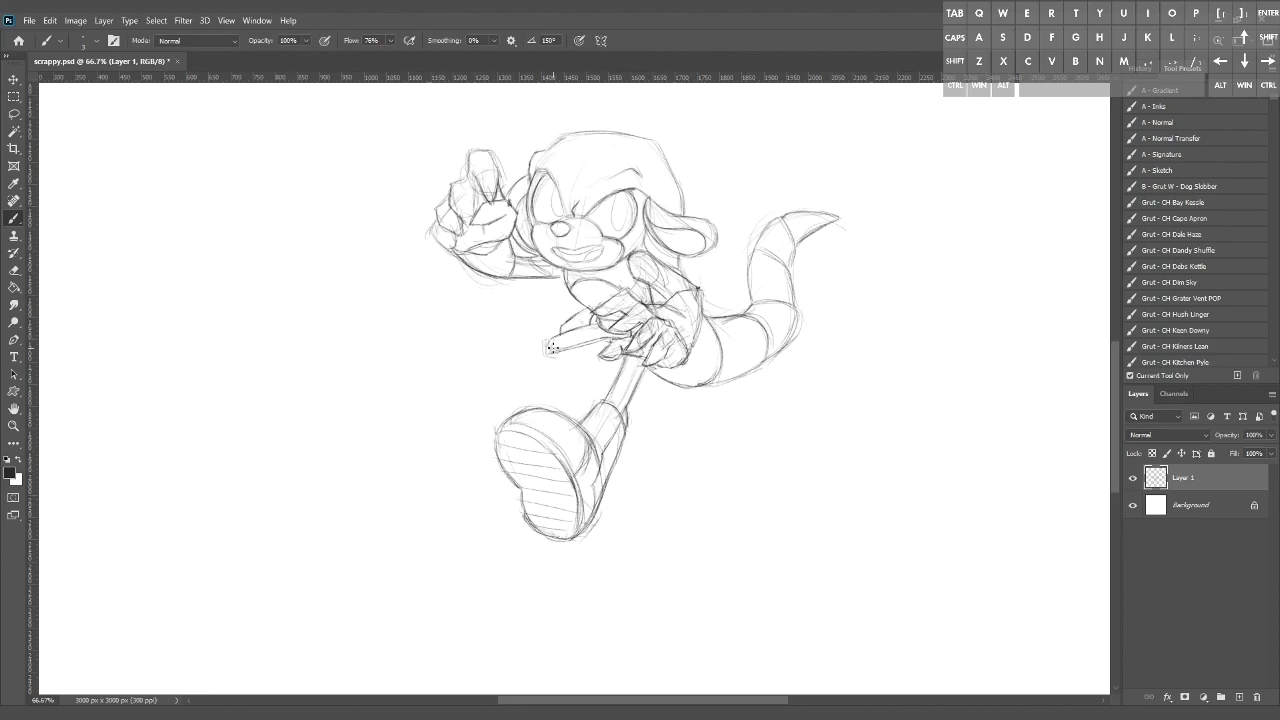 File Edit Image Layer Type Select Filter 3D View Window Help
TAB Q W E R T Y U I O P [ ] ENTER
CAPS A S D F G H J K L ; SHIFT
SHIFT Z X C V B N M , . /
CTRL WIN ALT ALT WIN CTRL
Mode: Normal Opacity: 100% Flow: 76% Smoothing: 0% 150°
scrappy.psd @ 66.7% (Layer 1, RGB/8) *
History Tool Presets
A - Gradient
A - Inks
A - Normal
A - Normal Transfer
A - Signature
A - Sketch
B - Grut W - Dog Slobber
Grut - CH Bay Kessle
Grut - CH Cape Apron
Grut - CH Dale Haze
Grut - CH Dandy Shuffle
Grut - CH Debs Kettle
Grut - CH Dim Sky
Grut - CH Grater Vent POP
Grut - CH Hush Linger
Grut - CH Keen Downy
Grut - CH Kilners Lean
Grut - CH Kitchen Pyle
Current Tool Only
Layers Channels
Kind
Normal Opacity: 100%
Lock: Fill: 100%
Layer 1
Background
66.67% 3000 px x 3000 px (300 ppi)